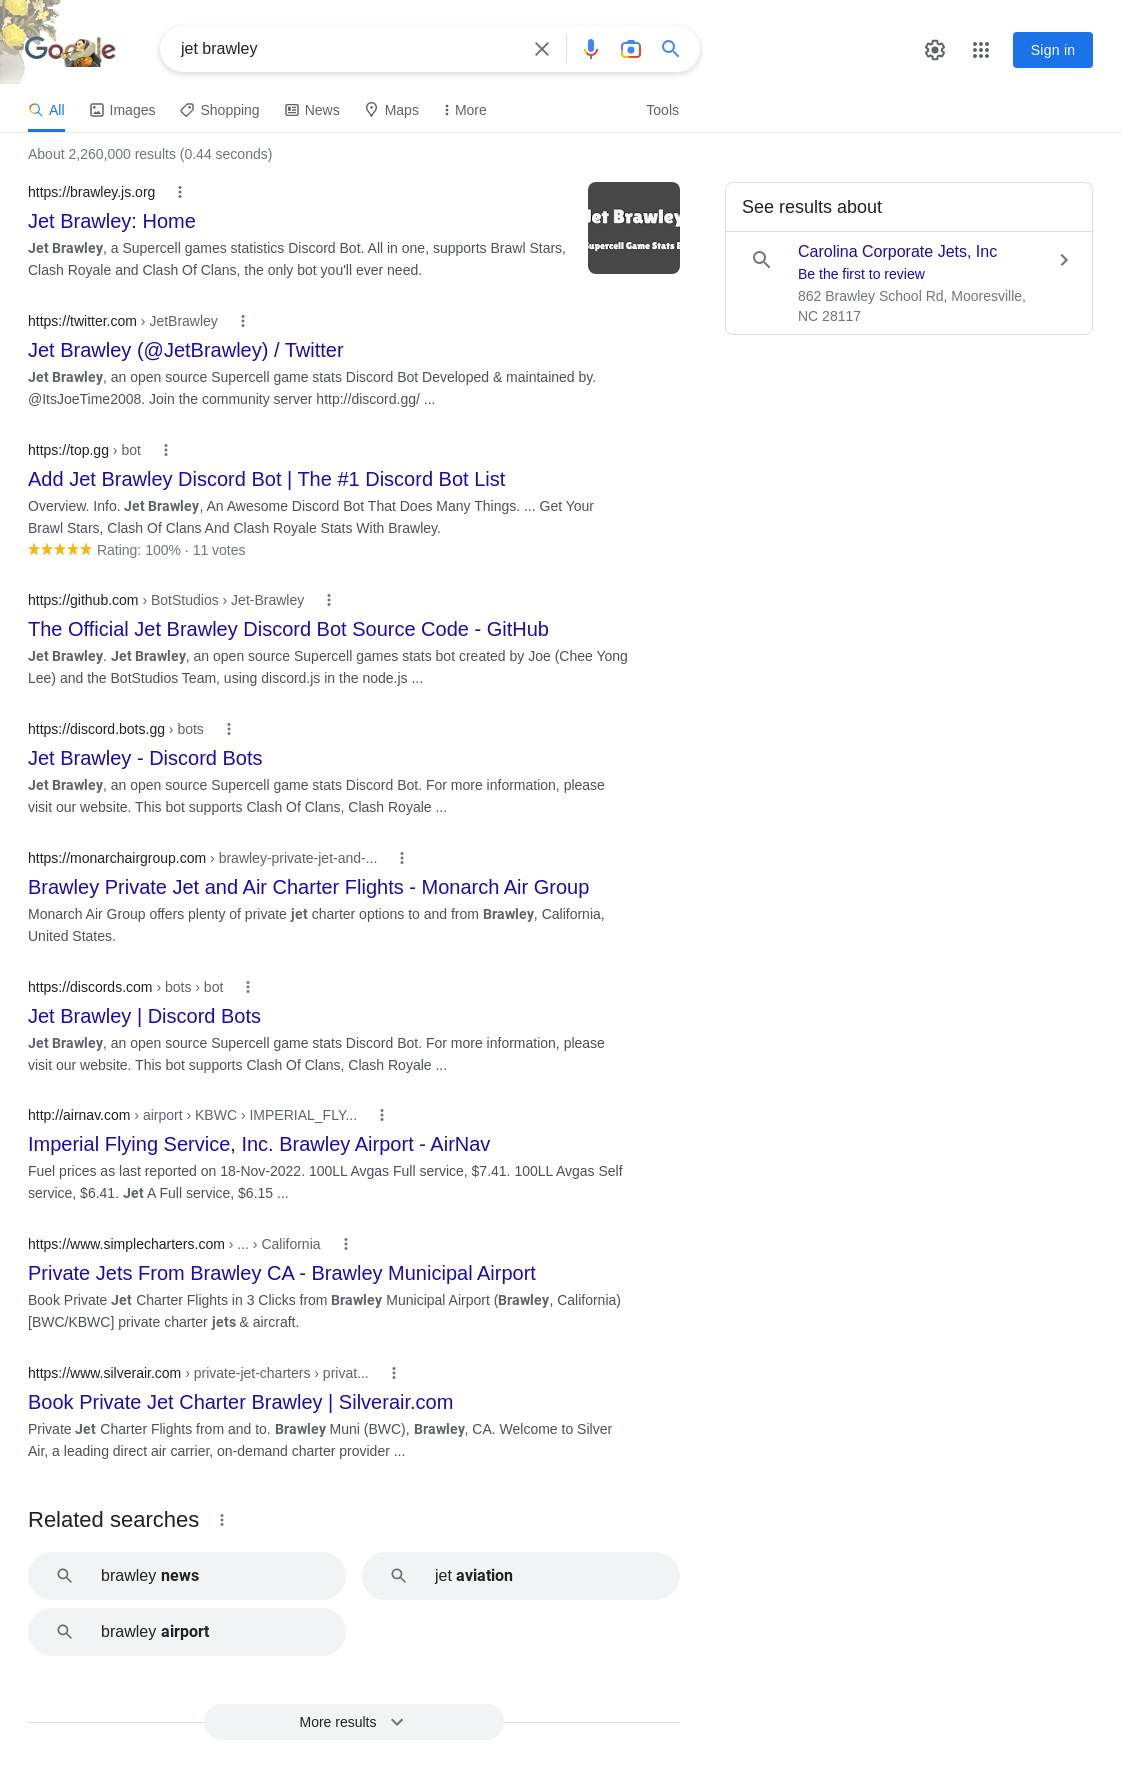 Google
jet brawley
Sign in
All
Images
Shopping
News
Maps
More
Tools
About 2,260,000 results (0.44 seconds)
https://brawley.js.org
Jet Brawley: Home
Jet Brawley, a Supercell games statistics Discord Bot. All in one, supports Brawl Stars,
Clash Royale and Clash Of Clans, the only bot you'll ever need.
Jet Brawley
Supercell Game Stats B
See results about
Carolina Corporate Jets, Inc
Be the first to review
862 Brawley School Rd, Mooresville,
NC 28117
https://twitter.com › JetBrawley
Jet Brawley (@JetBrawley) / Twitter
Jet Brawley, an open source Supercell game stats Discord Bot Developed & maintained by.
@ItsJoeTime2008. Join the community server http://discord.gg/ ...
https://top.gg › bot
Add Jet Brawley Discord Bot | The #1 Discord Bot List
Overview. Info. Jet Brawley, An Awesome Discord Bot That Does Many Things. ... Get Your
Brawl Stars, Clash Of Clans And Clash Royale Stats With Brawley.
Rating: 100% · 11 votes
https://github.com › BotStudios › Jet-Brawley
The Official Jet Brawley Discord Bot Source Code - GitHub
Jet Brawley. Jet Brawley, an open source Supercell games stats bot created by Joe (Chee Yong
Lee) and the BotStudios Team, using discord.js in the node.js ...
https://discord.bots.gg › bots
Jet Brawley - Discord Bots
Jet Brawley, an open source Supercell game stats Discord Bot. For more information, please
visit our website. This bot supports Clash Of Clans, Clash Royale ...
https://monarchairgroup.com › brawley-private-jet-and-...
Brawley Private Jet and Air Charter Flights - Monarch Air Group
Monarch Air Group offers plenty of private jet charter options to and from Brawley, California,
United States.
https://discords.com › bots › bot
Jet Brawley | Discord Bots
Jet Brawley, an open source Supercell game stats Discord Bot. For more information, please
visit our website. This bot supports Clash Of Clans, Clash Royale ...
http://airnav.com › airport › KBWC › IMPERIAL_FLY...
Imperial Flying Service, Inc. Brawley Airport - AirNav
Fuel prices as last reported on 18-Nov-2022. 100LL Avgas Full service, $7.41. 100LL Avgas Self
service, $6.41. Jet A Full service, $6.15 ...
https://www.simplecharters.com › ... › California
Private Jets From Brawley CA - Brawley Municipal Airport
Book Private Jet Charter Flights in 3 Clicks from Brawley Municipal Airport (Brawley, California)
[BWC/KBWC] private charter jets & aircraft.
https://www.silverair.com › private-jet-charters › privat...
Book Private Jet Charter Brawley | Silverair.com
Private Jet Charter Flights from and to. Brawley Muni (BWC), Brawley, CA. Welcome to Silver
Air, a leading direct air carrier, on-demand charter provider ...
Related searches
brawley news
jet aviation
brawley airport
More results